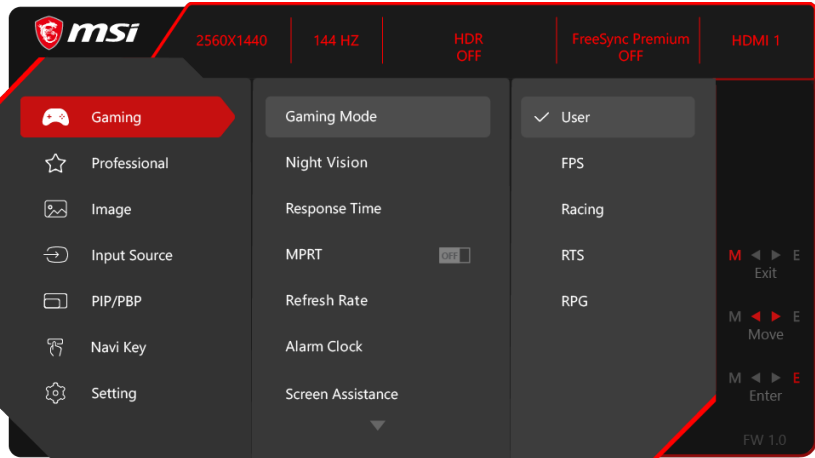 msi
2560X1440
144 HZ
HDR
OFF
FreeSync Premium
OFF
HDMI 1
Gaming
Professional
Image
Input Source
PIP/PBP
Navi Key
Setting
Gaming Mode
Night Vision
Response Time
MPRT
OFF
Refresh Rate
Alarm Clock
Screen Assistance
User
FPS
Racing
RTS
RPG
M E
Exit
M E
Move
M E
Enter
FW 1.0